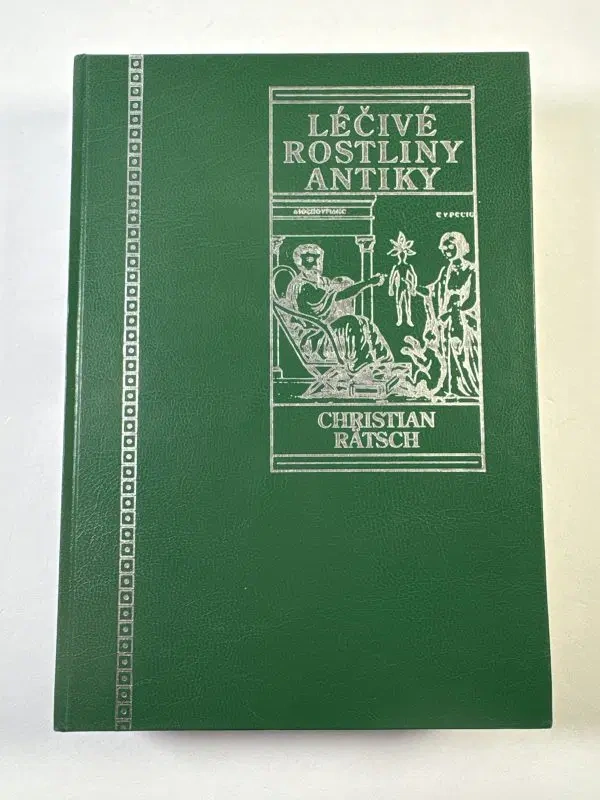 LÉČIVÉ
ROSTLINY
ANTIKY
CHRISTIAN
RÄTSCH